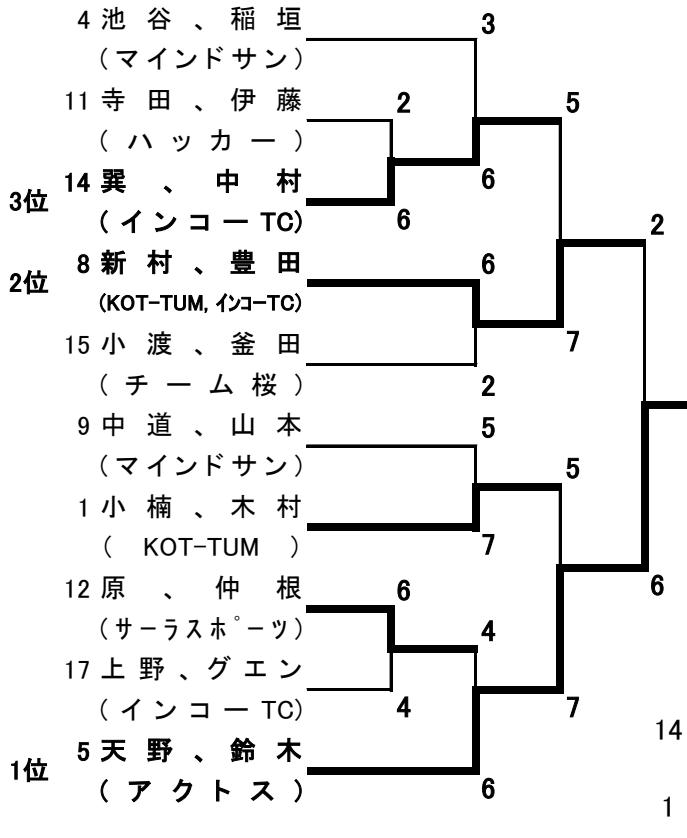 4 池 谷 、 稲 垣
3
(マインドサン)
11 寺 田 、 伊 藤
2
5
( ハ ッ カ ー )
3位
14 巽 、 中 村
6
(インコーTC)
6
2
2位
8 新 村 、 豊 田
6
(KOT-TUM, インコーTC)
15 小 渡 、 釜 田
7
( チ ー ム 桜 )
2
9 中 道 、 山 本
5
(マインドサン)
5
1 小 楠 、 木 村
( KOT-TUM )
7
12 原 、 仲 根
6
6
(サーラスポーツ)
4
17 上 野 、 グ エ ン
(インコーTC)
4
7
14
1位
5 天 野 、 鈴 木
( ア ク ト ス )
6
1